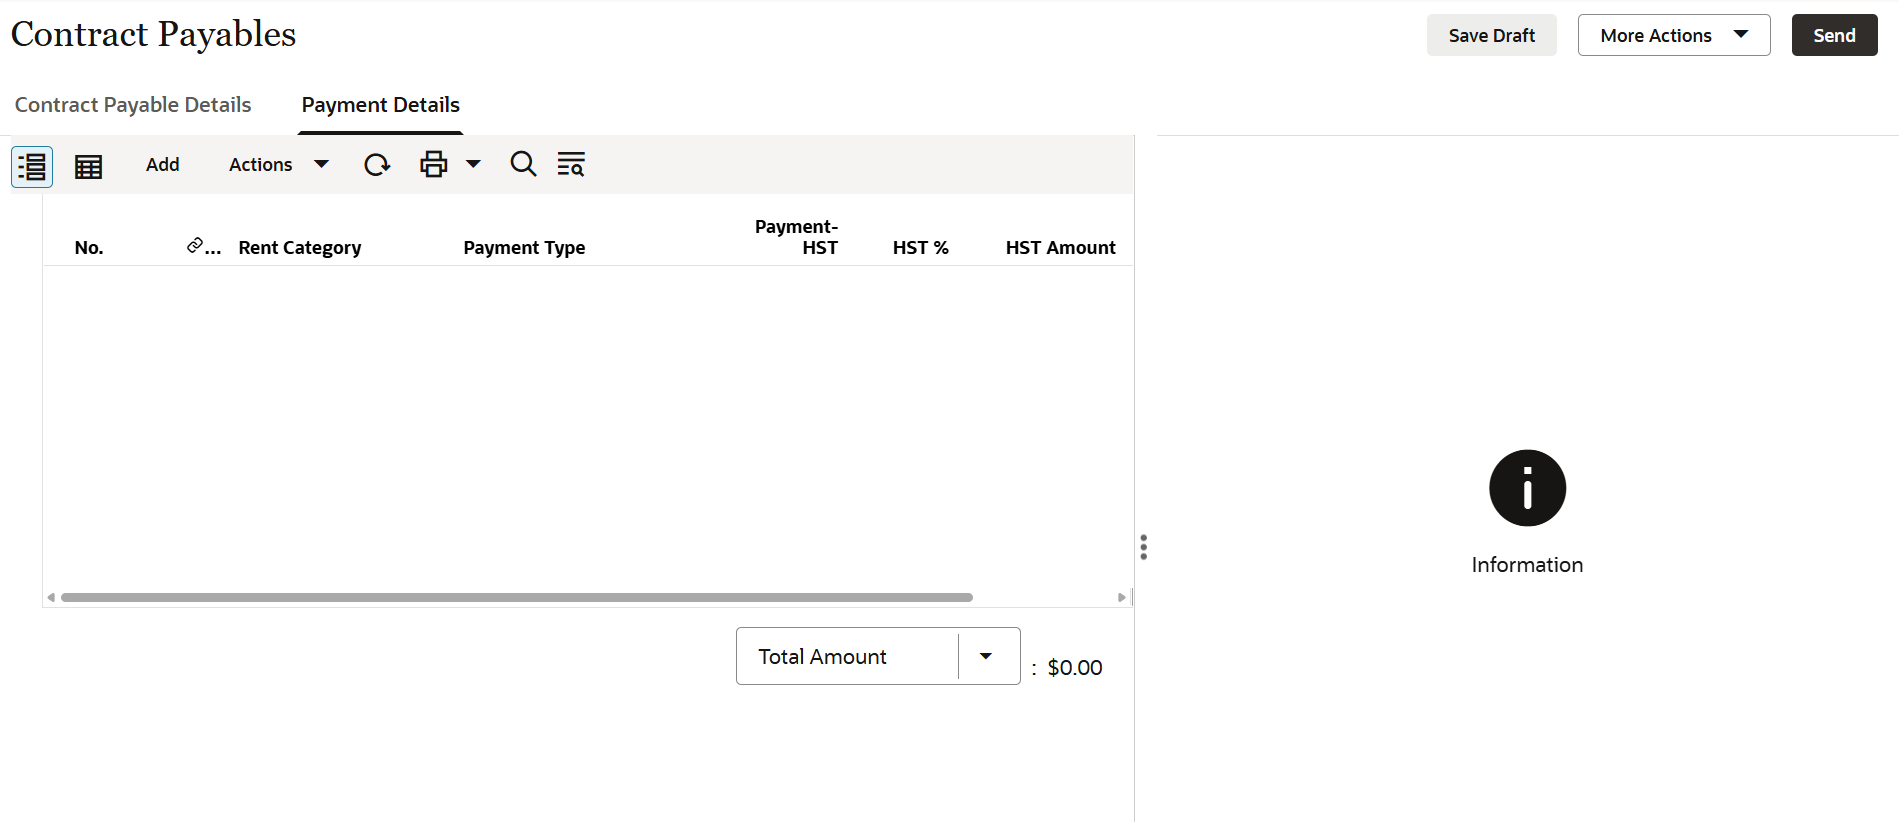 Contract Payables
Save Draft
More Actions
Send
Contract Payable Details
Payment Details
Add
Actions
No.
...
Rent Category
Payment Type
Payment-
HST
HST %
HST Amount
Information
Total Amount
: $0.00